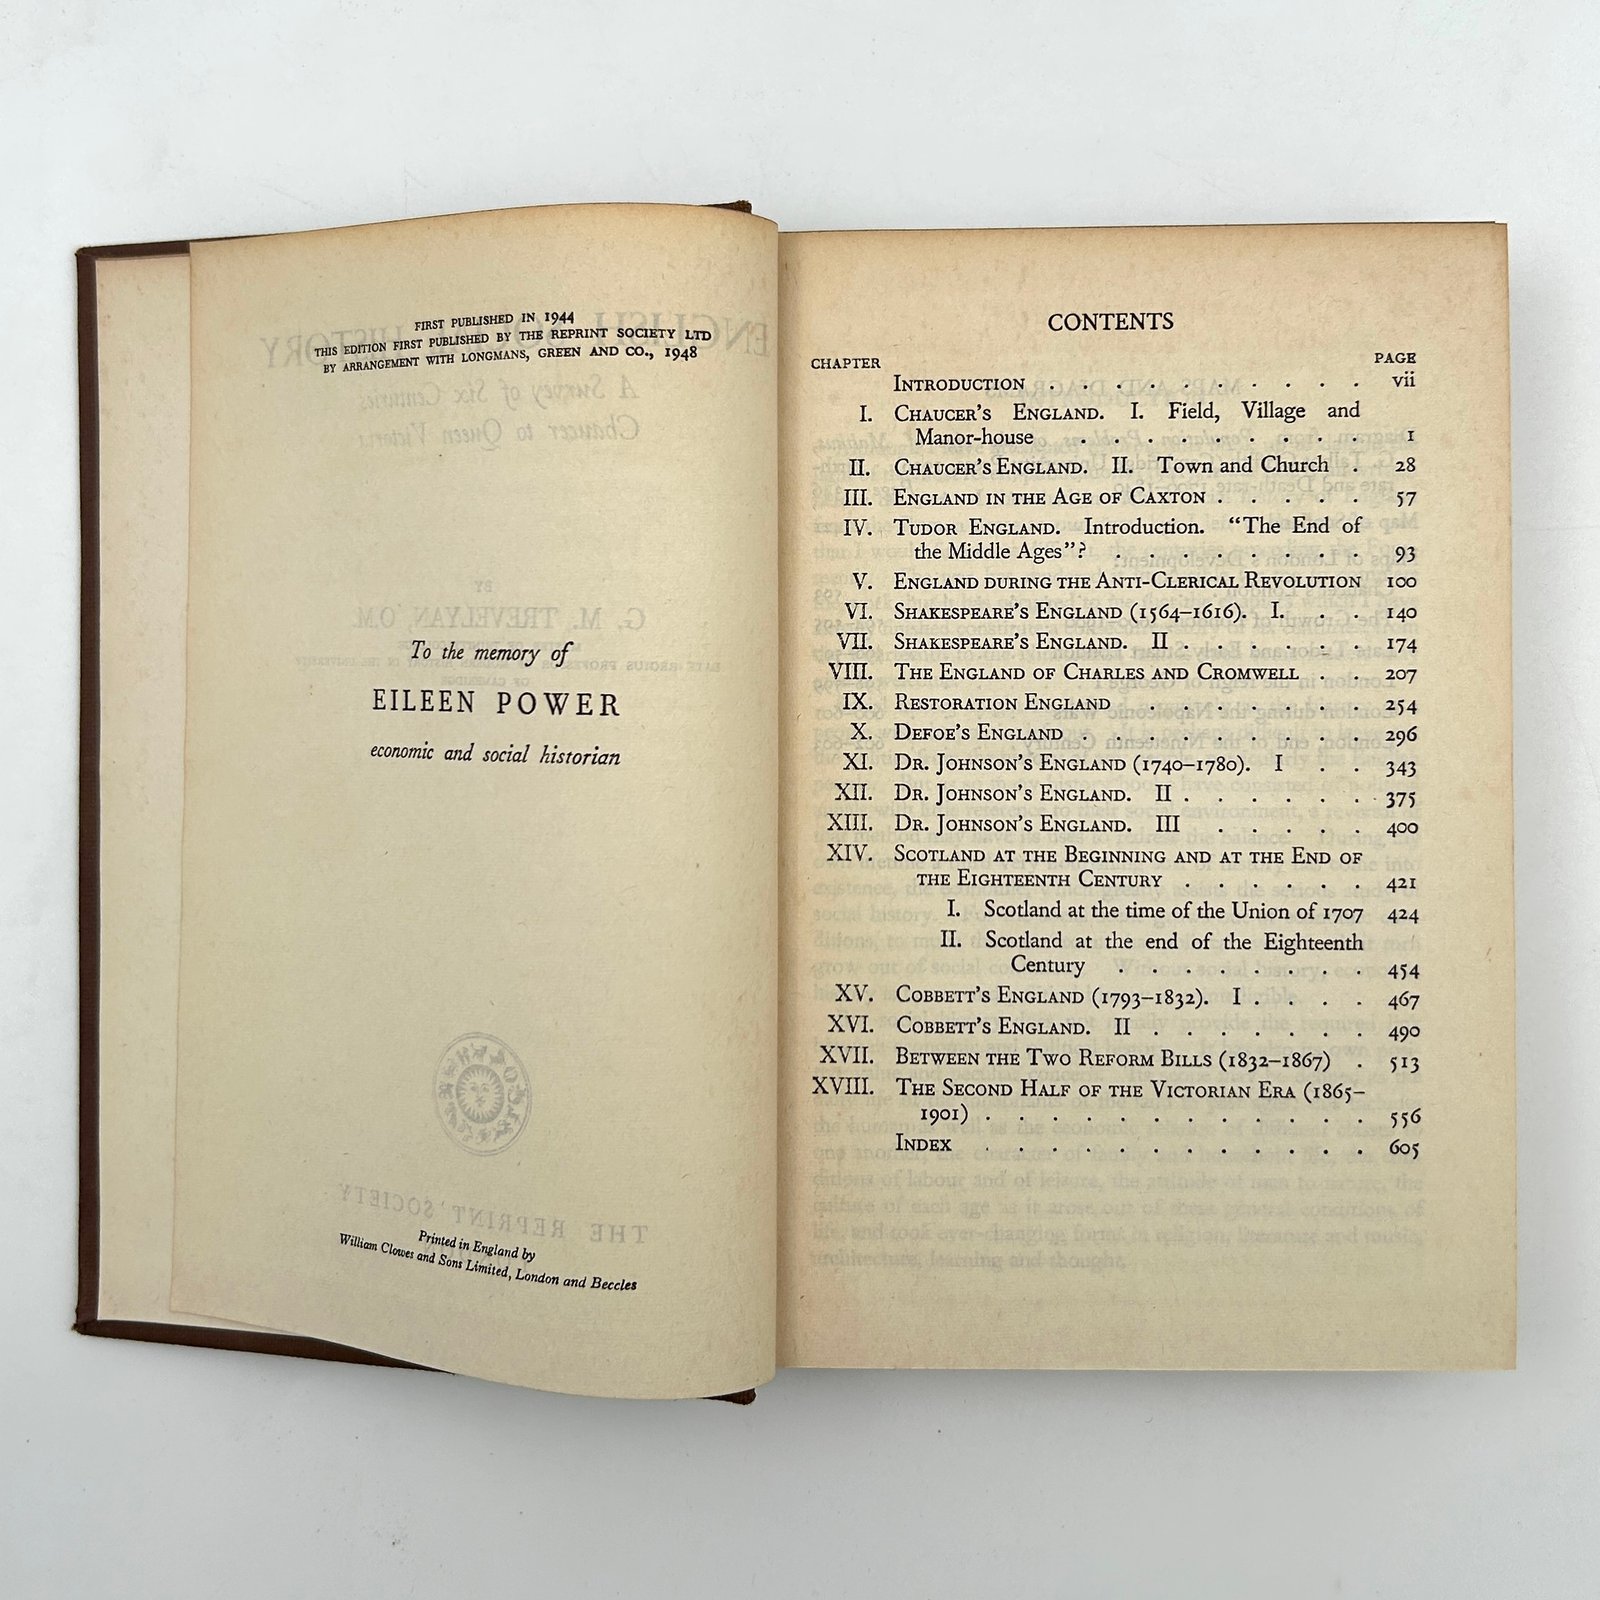 FIRST PUBLISHED IN 1944
THIS EDITION FIRST PUBLISHED BY THE REPRINT SOCIETY LTD
BY ARRANGEMENT WITH LONGMANS, GREEN AND CO., 1948
To the memory of
EILEEN POWER
economic and social historian
Printed in England by
William Clowes and Sons Limited, London and Beccles
CONTENTS
CHAPTER PAGE
INTRODUCTION . . . . . . . . . . vii
I. CHAUCER'S ENGLAND. I. Field, Village and
Manor-house . . . . . . . . . 1
II. CHAUCER'S ENGLAND. II. Town and Church . 28
III. ENGLAND IN THE AGE OF CAXTON . . . . . 57
IV. TUDOR ENGLAND. Introduction. "The End of
the Middle Ages"? . . . . . . . . 93
V. ENGLAND DURING THE ANTI-CLERICAL REVOLUTION 100
VI. SHAKESPEARE'S ENGLAND (1564–1616). I. . . 140
VII. SHAKESPEARE'S ENGLAND. II . . . . . . 174
VIII. THE ENGLAND OF CHARLES AND CROMWELL . . 207
IX. RESTORATION ENGLAND . . . . . . . 254
X. DEFOE'S ENGLAND . . . . . . . . . 296
XI. DR. JOHNSON'S ENGLAND (1740–1780). I . . 343
XII. DR. JOHNSON'S ENGLAND. II . . . . . . 375
XIII. DR. JOHNSON'S ENGLAND. III . . . . . 400
XIV. SCOTLAND AT THE BEGINNING AND AT THE END OF
THE EIGHTEENTH CENTURY . . . . . . 421
I. Scotland at the time of the Union of 1707 424
II. Scotland at the end of the Eighteenth
Century . . . . . . . . 454
XV. COBBETT'S ENGLAND (1793–1832). I . . . . 467
XVI. COBBETT'S ENGLAND. II . . . . . . . 490
XVII. BETWEEN THE TWO REFORM BILLS (1832–1867) . 513
XVIII. THE SECOND HALF OF THE VICTORIAN ERA (1865–
1901) . . . . . . . . . . . . 556
INDEX . . . . . . . . . . . . 605